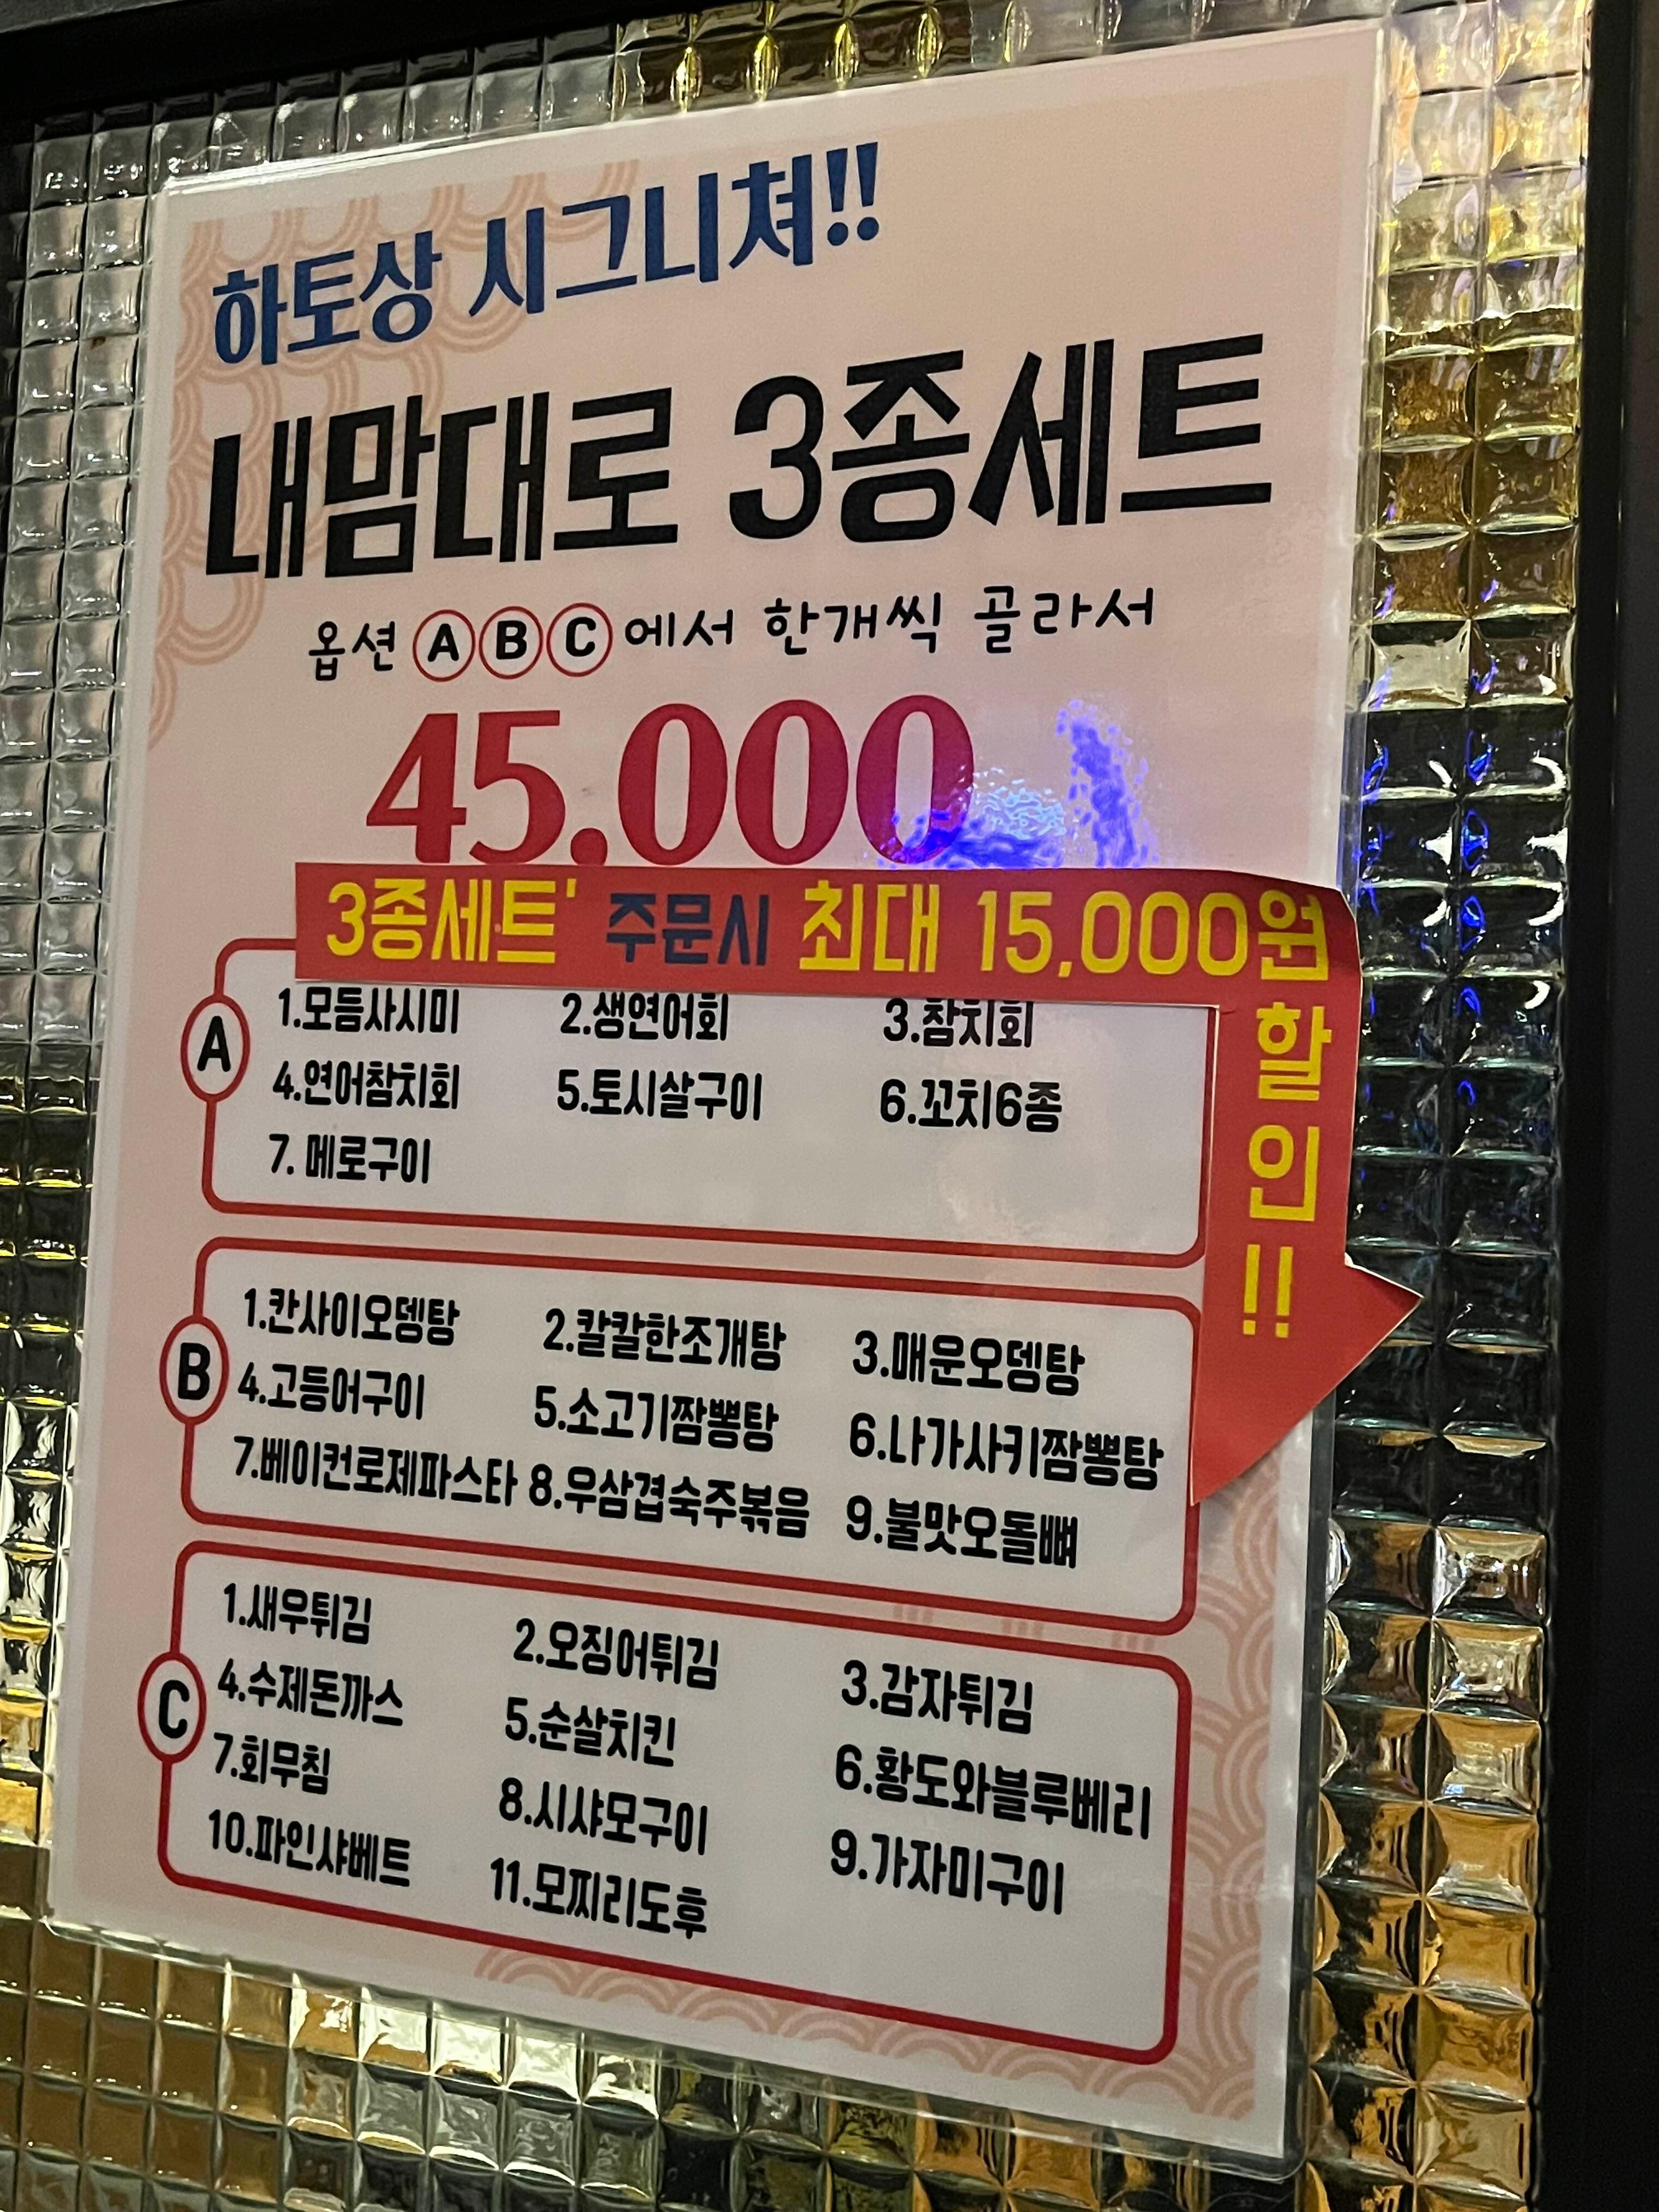 하토상 시그니쳐!!
내맘대로 3종세트
옵션 A B C 에서 한개씩 골라서
45.000
3종세트' 주문시 최대 15,000원
할
인
!!
A
1.모듬사시미 2.생연어회 3.참치회
4.연어참치회 5.토시살구이 6.꼬치6종
7. 메로구이
B
1.칸사이오뎅탕 2.칼칼한조개탕 3.매운오뎅탕
4.고등어구이 5.소고기짬뽕탕 6.나가사키짬뽕탕
7.베이컨로제파스타 8.우삼겹숙주볶음 9.불맛오돌뼈
C
1.새우튀김 2.오징어튀김 3.감자튀김
4.수제돈까스 5.순살치킨 6.황도와블루베리
7.회무침 8.시샤모구이 9.가자미구이
10.파인샤베트 11.모찌리도후